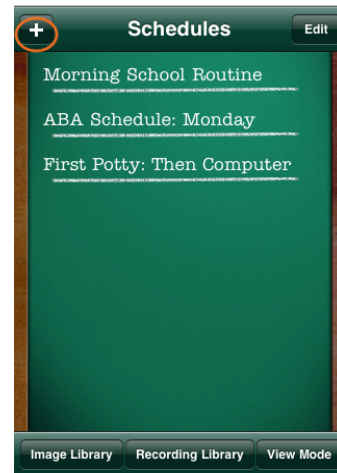 + Schedules Edit
Morning School Routine
ABA Schedule: Monday
First Potty: Then Computer
Image Library Recording Library View Mode